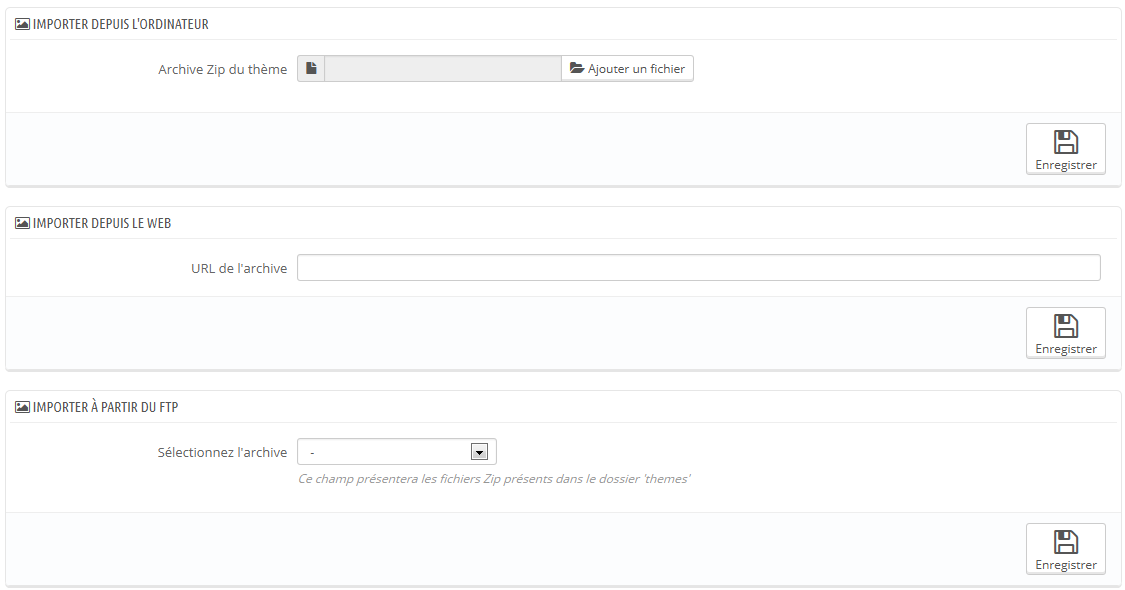 IMPORTER DEPUIS L'ORDINATEUR
Archive Zip du thème
Ajouter un fichier
Enregistrer
IMPORTER DEPUIS LE WEB
URL de l'archive
Enregistrer
IMPORTER À PARTIR DU FTP
Sélectionnez l'archive -
Ce champ présentera les fichiers Zip présents dans le dossier 'themes'
Enregistrer